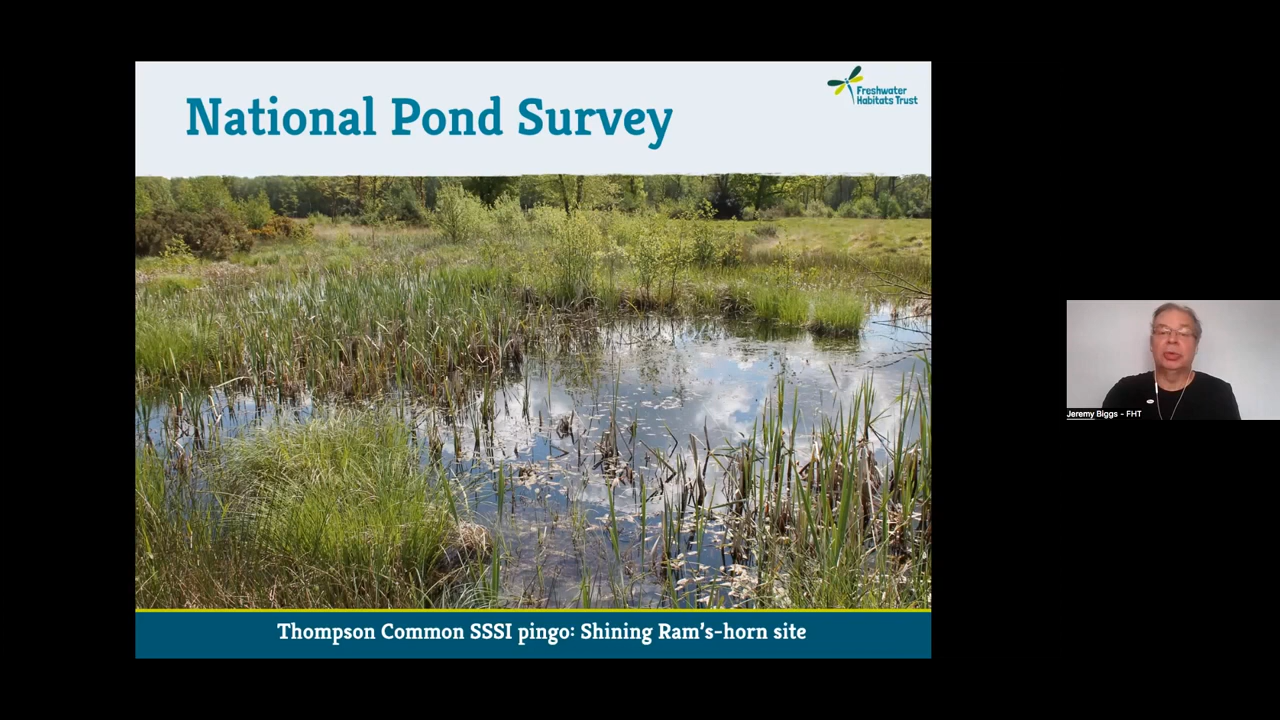 National Pond Survey
Freshwater
Habitats Trust
Thompson Common SSSI pingo: Shining Ram's-horn site
Jeremy Biggs - FHT